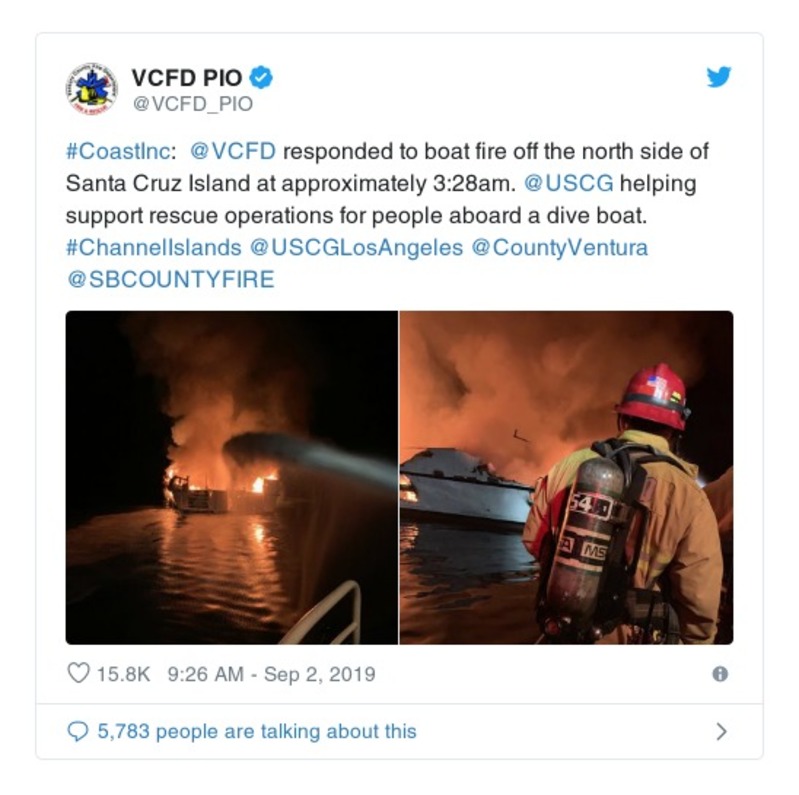 VCFD PIO
@VCFD_PIO
#CoastInc: @VCFD responded to boat fire off the north side of
Santa Cruz Island at approximately 3:28am. @USCG helping
support rescue operations for people aboard a dive boat.
#ChannelIslands @USCGLosAngeles @CountyVentura
@SBCOUNTYFIRE
15.8K 9:26 AM - Sep 2, 2019
5,783 people are talking about this